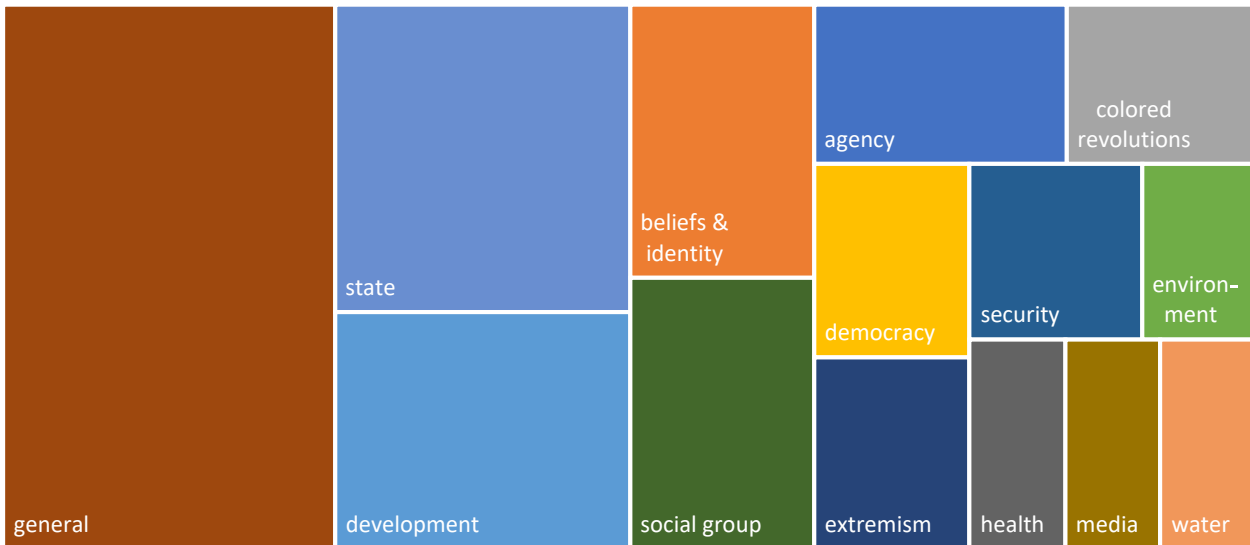 general
state
development
beliefs &
identity
social group
agency
colored
revolutions
democracy
security
environ-
ment
extremism
health
media
water